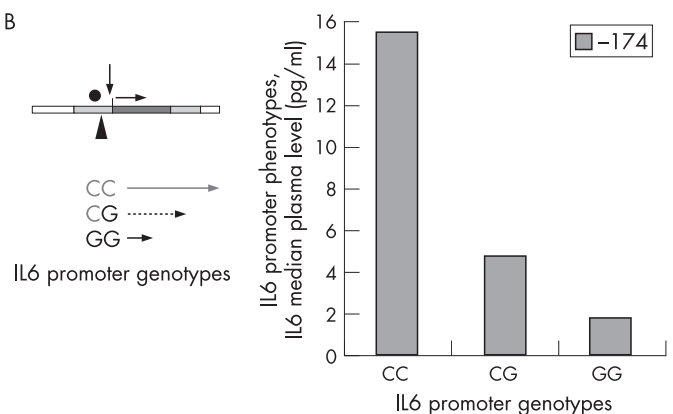 B
CC
CG
GG
IL6 promoter genotypes
IL6 promoter phenotypes,
IL6 median plasma level (pg/ml)
16
14
12
10
8
6
4
2
0
–174
CC
CG
GG
IL6 promoter genotypes